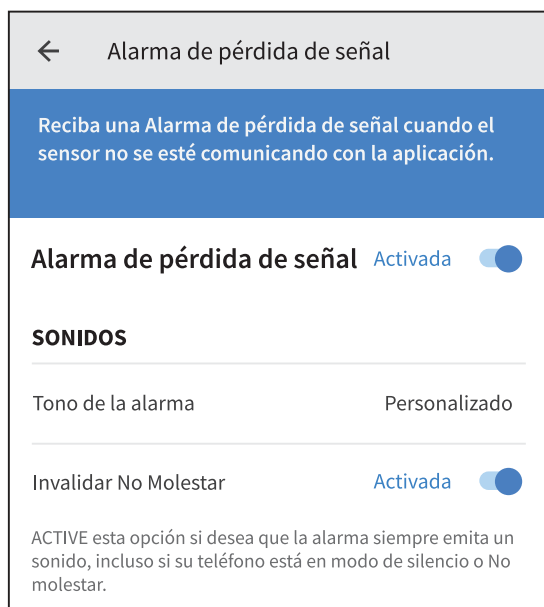 Alarma de pérdida de señal
Reciba una Alarma de pérdida de señal cuando el
sensor no se esté comunicando con la aplicación.
Alarma de pérdida de señal Activada
SONIDOS
Tono de la alarma Personalizado
Invalidar No Molestar Activada
ACTIVE esta opción si desea que la alarma siempre emita un
sonido, incluso si su teléfono está en modo de silencio o No
molestar.